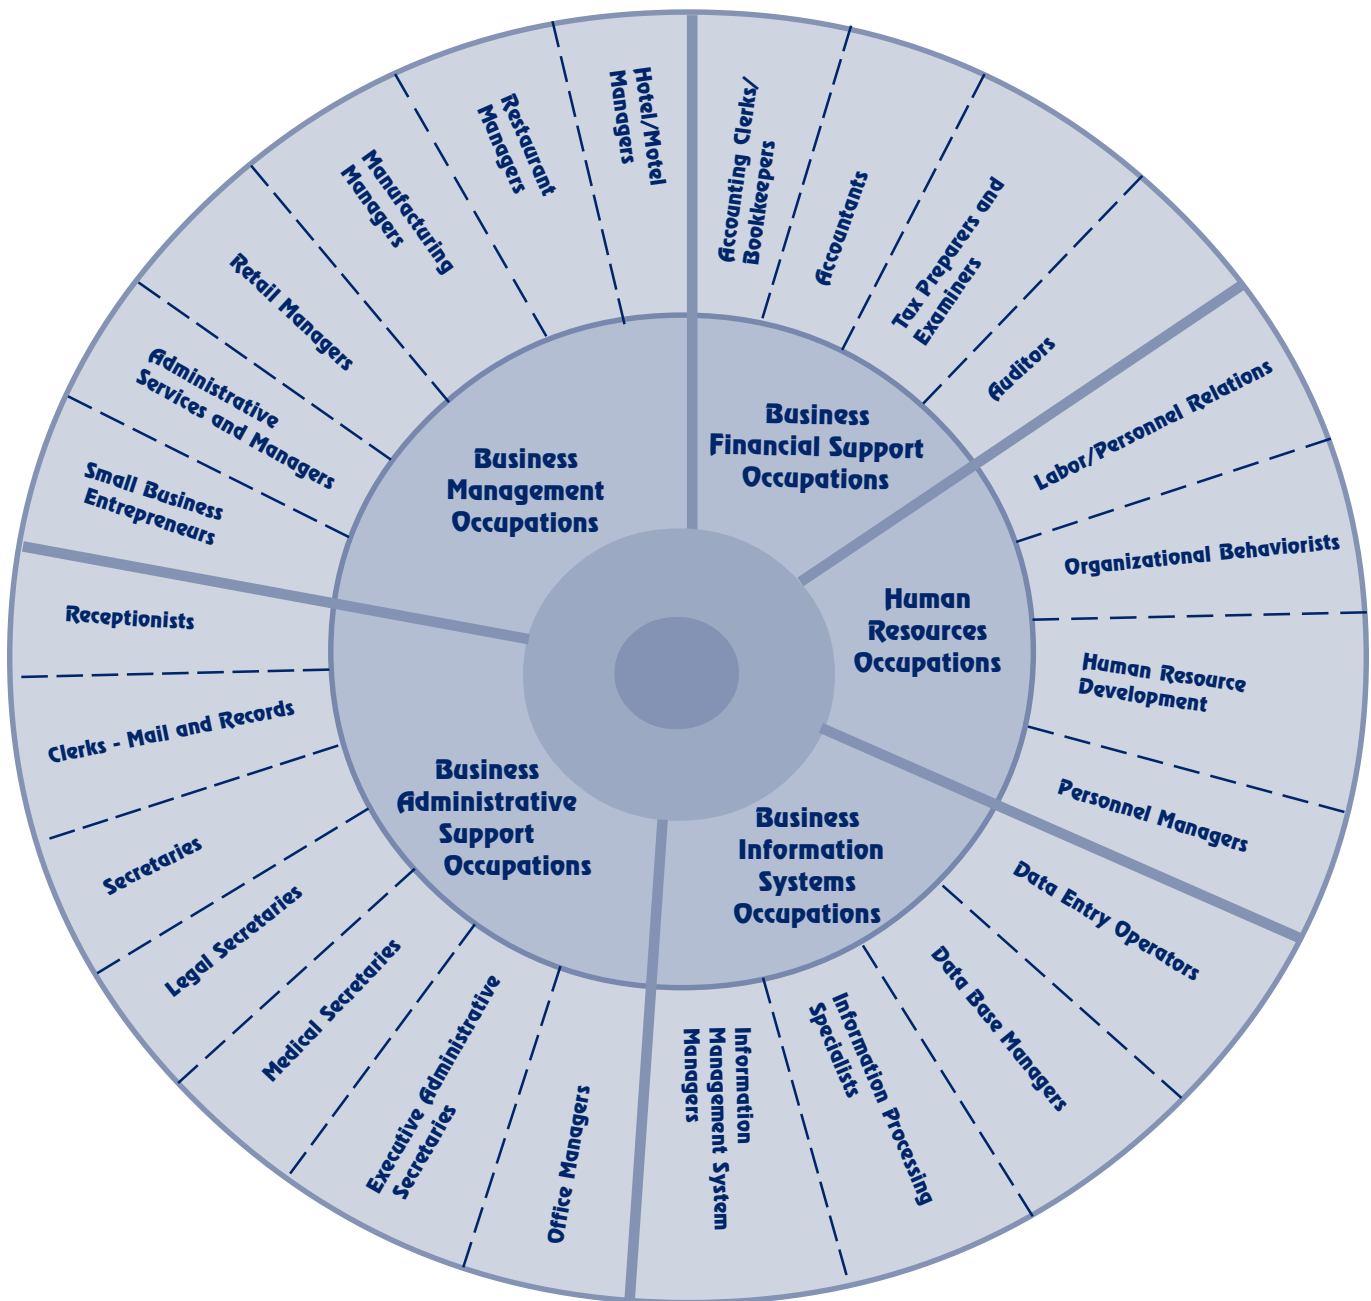 Business
Financial Support
Occupations
Accounting Clerks/
Bookkeepers
Accountants
Tax Preparers and
Examiners
Auditors
Human
Resources
Occupations
Labor/Personnel Relations
Organizational Behaviorists
Human Resource
Development
Personnel Managers
Business
Information
Systems
Occupations
Data Entry Operators
Data Base Managers
Information Processing
Specialists
Information
Management System
Managers
Business
Administrative
Support
Occupations
Office Managers
Executive Administrative
Secretaries
Medical Secretaries
Legal Secretaries
Secretaries
Clerks - Mail and Records
Receptionists
Business
Management
Occupations
Small Business
Entrepreneurs
Administrative
Services and Managers
Retail Managers
Manufacturing
Managers
Restaurant
Managers
Hotel/Motel
Managers